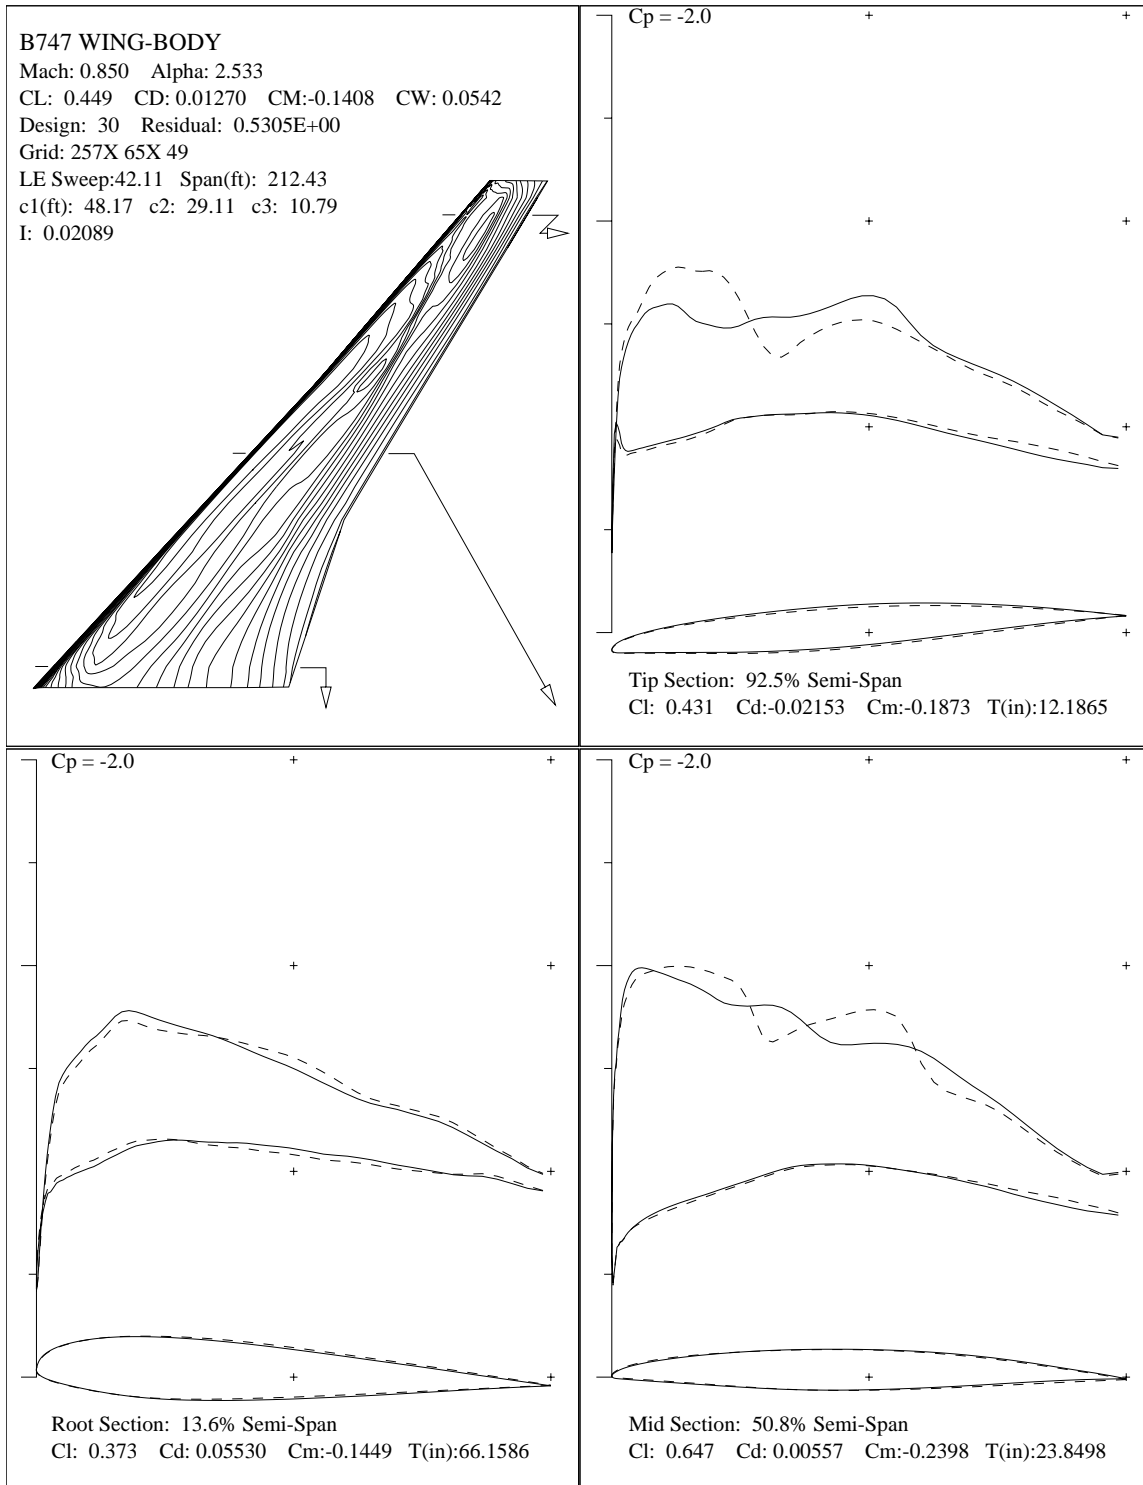 B747 WING-BODY
Mach: 0.850 Alpha: 2.533
CL: 0.449 CD: 0.01270 CM:-0.1408 CW: 0.0542
Design: 30 Residual: 0.5305E+00
Grid: 257X 65X 49
LE Sweep:42.11 Span(ft): 212.43
c1(ft): 48.17 c2: 29.11 c3: 10.79
I: 0.02089
Cp = -2.0
Tip Section: 92.5% Semi-Span
Cl: 0.431 Cd:-0.02153 Cm:-0.1873 T(in):12.1865
Cp = -2.0
Root Section: 13.6% Semi-Span
Cl: 0.373 Cd: 0.05530 Cm:-0.1449 T(in):66.1586
Cp = -2.0
Mid Section: 50.8% Semi-Span
Cl: 0.647 Cd: 0.00557 Cm:-0.2398 T(in):23.8498